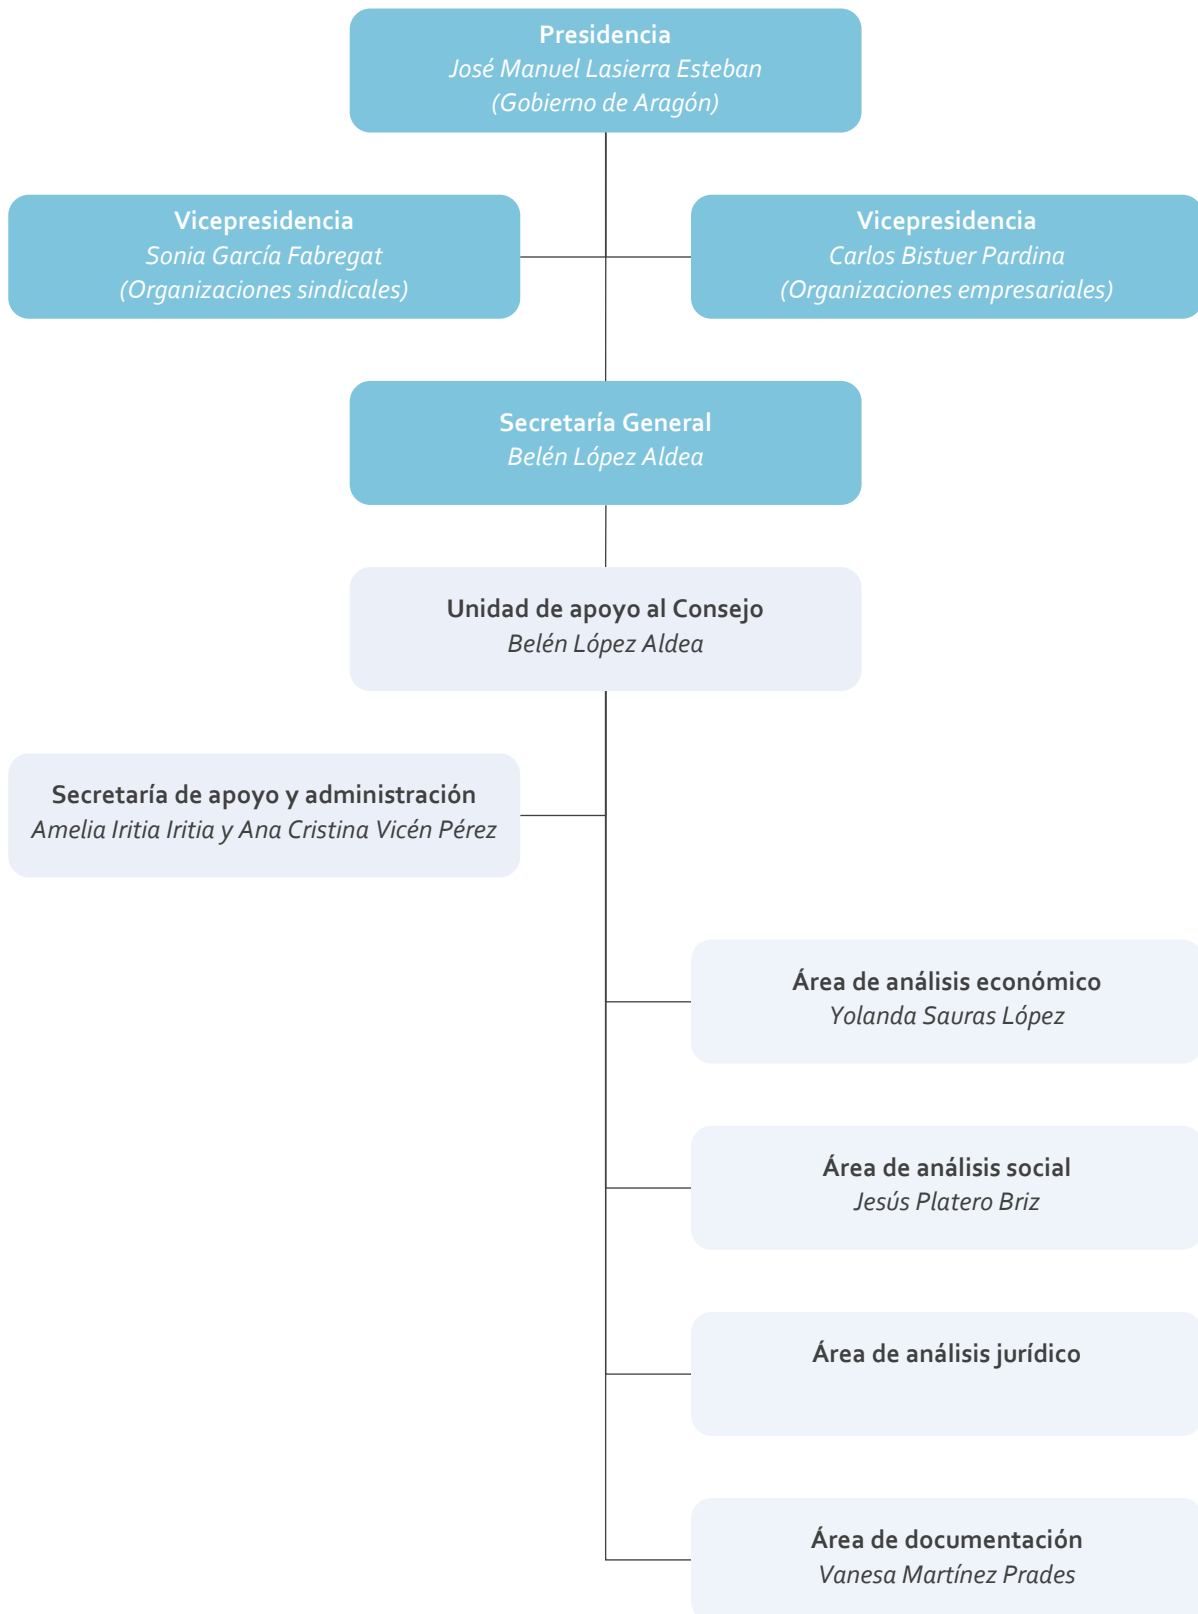 Presidencia
José Manuel Lasierra Esteban
(Gobierno de Aragón)
Vicepresidencia
Sonia García Fabregat
(Organizaciones sindicales)
Vicepresidencia
Carlos Bistuer Pardina
(Organizaciones empresariales)
Secretaría General
Belén López Aldea
Unidad de apoyo al Consejo
Belén López Aldea
Secretaría de apoyo y administración
Amelia Iritia Iritia y Ana Cristina Vicén Pérez
Área de análisis económico
Yolanda Sauras López
Área de análisis social
Jesús Platero Briz
Área de análisis jurídico
Área de documentación
Vanesa Martínez Prades